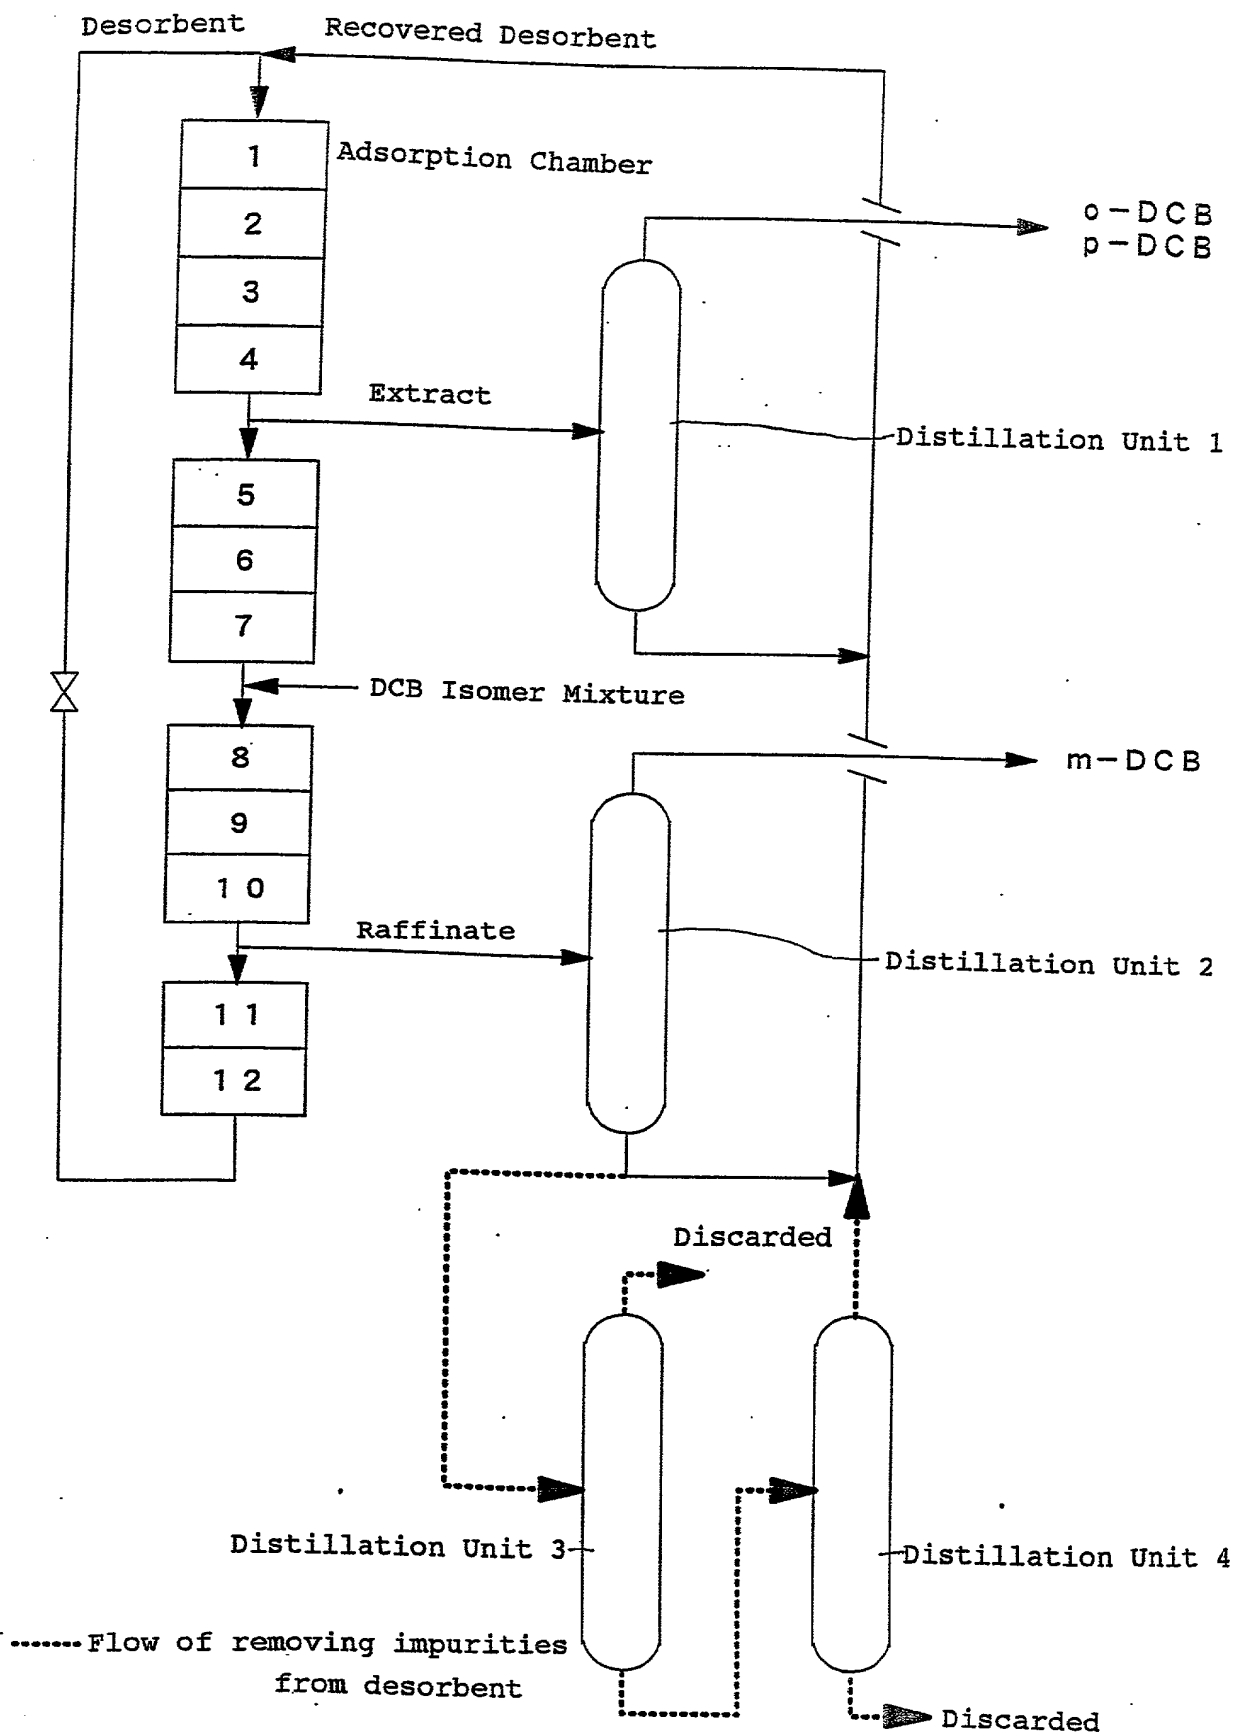 Desorbent
Recovered Desorbent
1
Adsorption Chamber
2
o-DCB
p-DCB
3
4
Extract
Distillation Unit 1
5
6
7
DCB Isomer Mixture
8
m-DCB
9
10
Raffinate
Distillation Unit 2
11
12
Discarded
Distillation Unit 3
Distillation Unit 4
Flow of removing impurities
from desorbent
Discarded